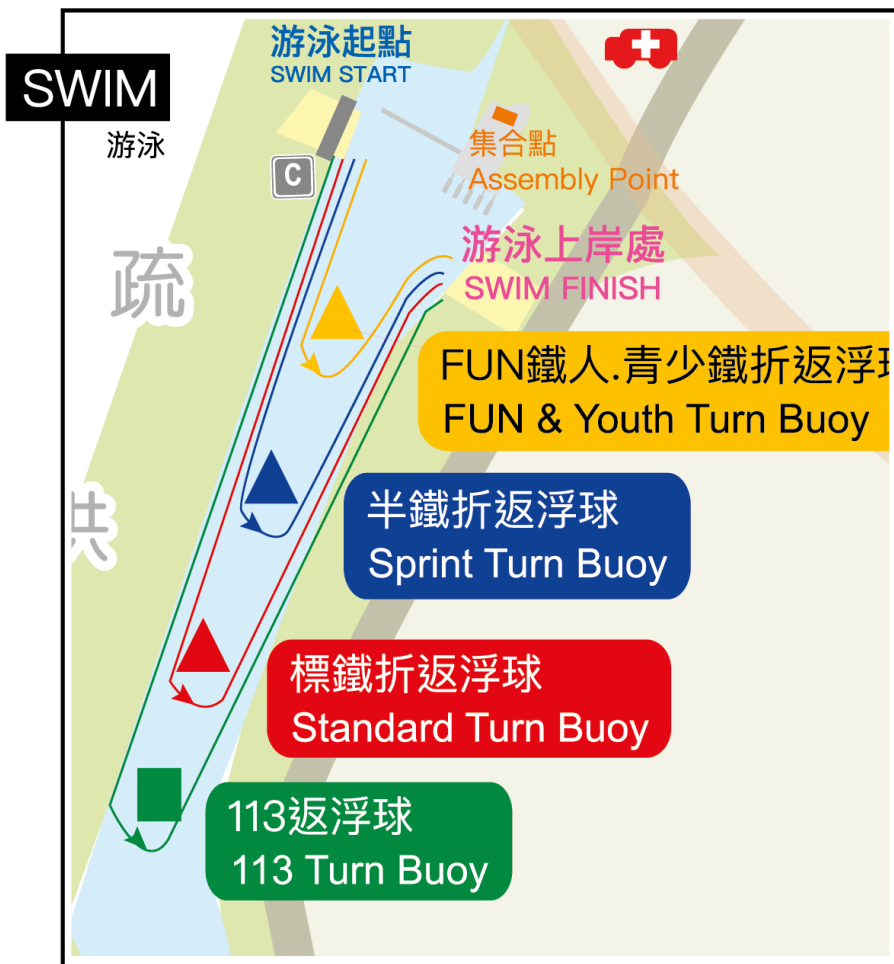 SWIM
游泳
游泳起點
SWIM START
集合點
Assembly Point
C
游泳上岸處
SWIM FINISH
疏
洪
FUN鐵人.青少鐵折返浮球
FUN & Youth Turn Buoy
半鐵折返浮球
Sprint Turn Buoy
標鐵折返浮球
Standard Turn Buoy
113返浮球
113 Turn Buoy